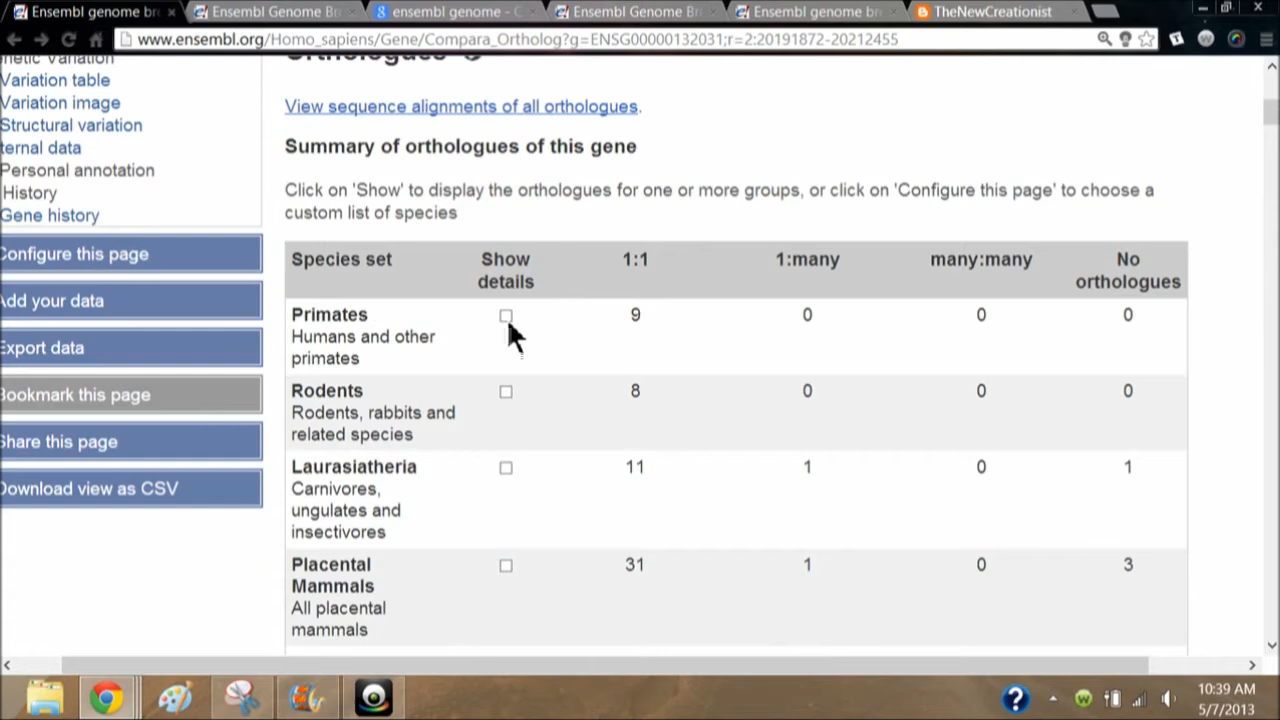 Ensembl genome br
Ensembl Genome Br
ensembl genome - G
Ensembl Genome Br
Ensembl genome br
TheNewCreationist
www.ensembl.org/Homo_sapiens/Gene/Compara_Ortholog?g=ENSG00000132031;r=2:20191872-20212455
Orthologues
View sequence alignments of all orthologues.
Summary of orthologues of this gene
Click on 'Show' to display the orthologues for one or more groups, or click on 'Configure this page' to choose a
custom list of species
netic Variation
Variation table
Variation image
Structural variation
ternal data
Personal annotation
History
Gene history
Configure this page
Add your data
Export data
Bookmark this page
Share this page
Download view as CSV
Species set Show details 1:1 1:many many:many No orthologues
Primates 9 0 0 0
Humans and other
primates
Rodents 8 0 0 0
Rodents, rabbits and
related species
Laurasiatheria 11 1 0 1
Carnivores,
ungulates and
insectivores
Placental 31 1 0 3
Mammals
All placental
mammals
10:39 AM
5/7/2013